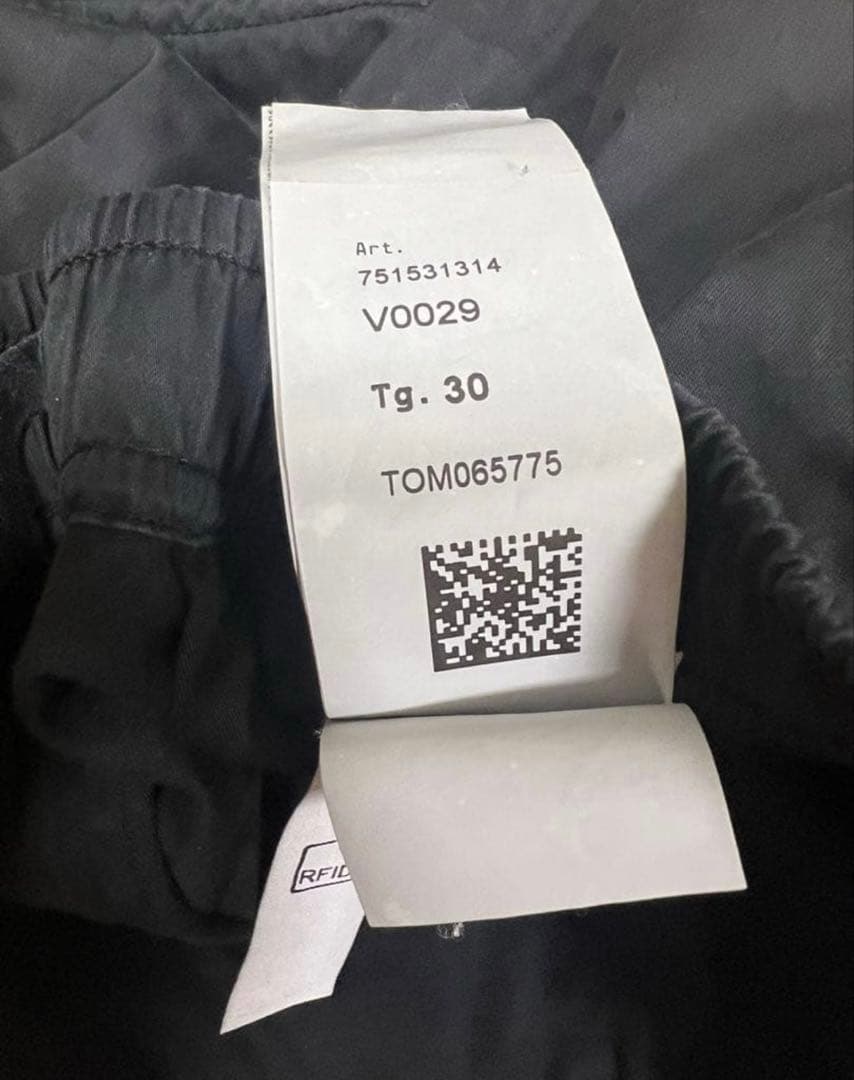 Art.
751531314
V0029
Tg. 30
TOM065775
RFID